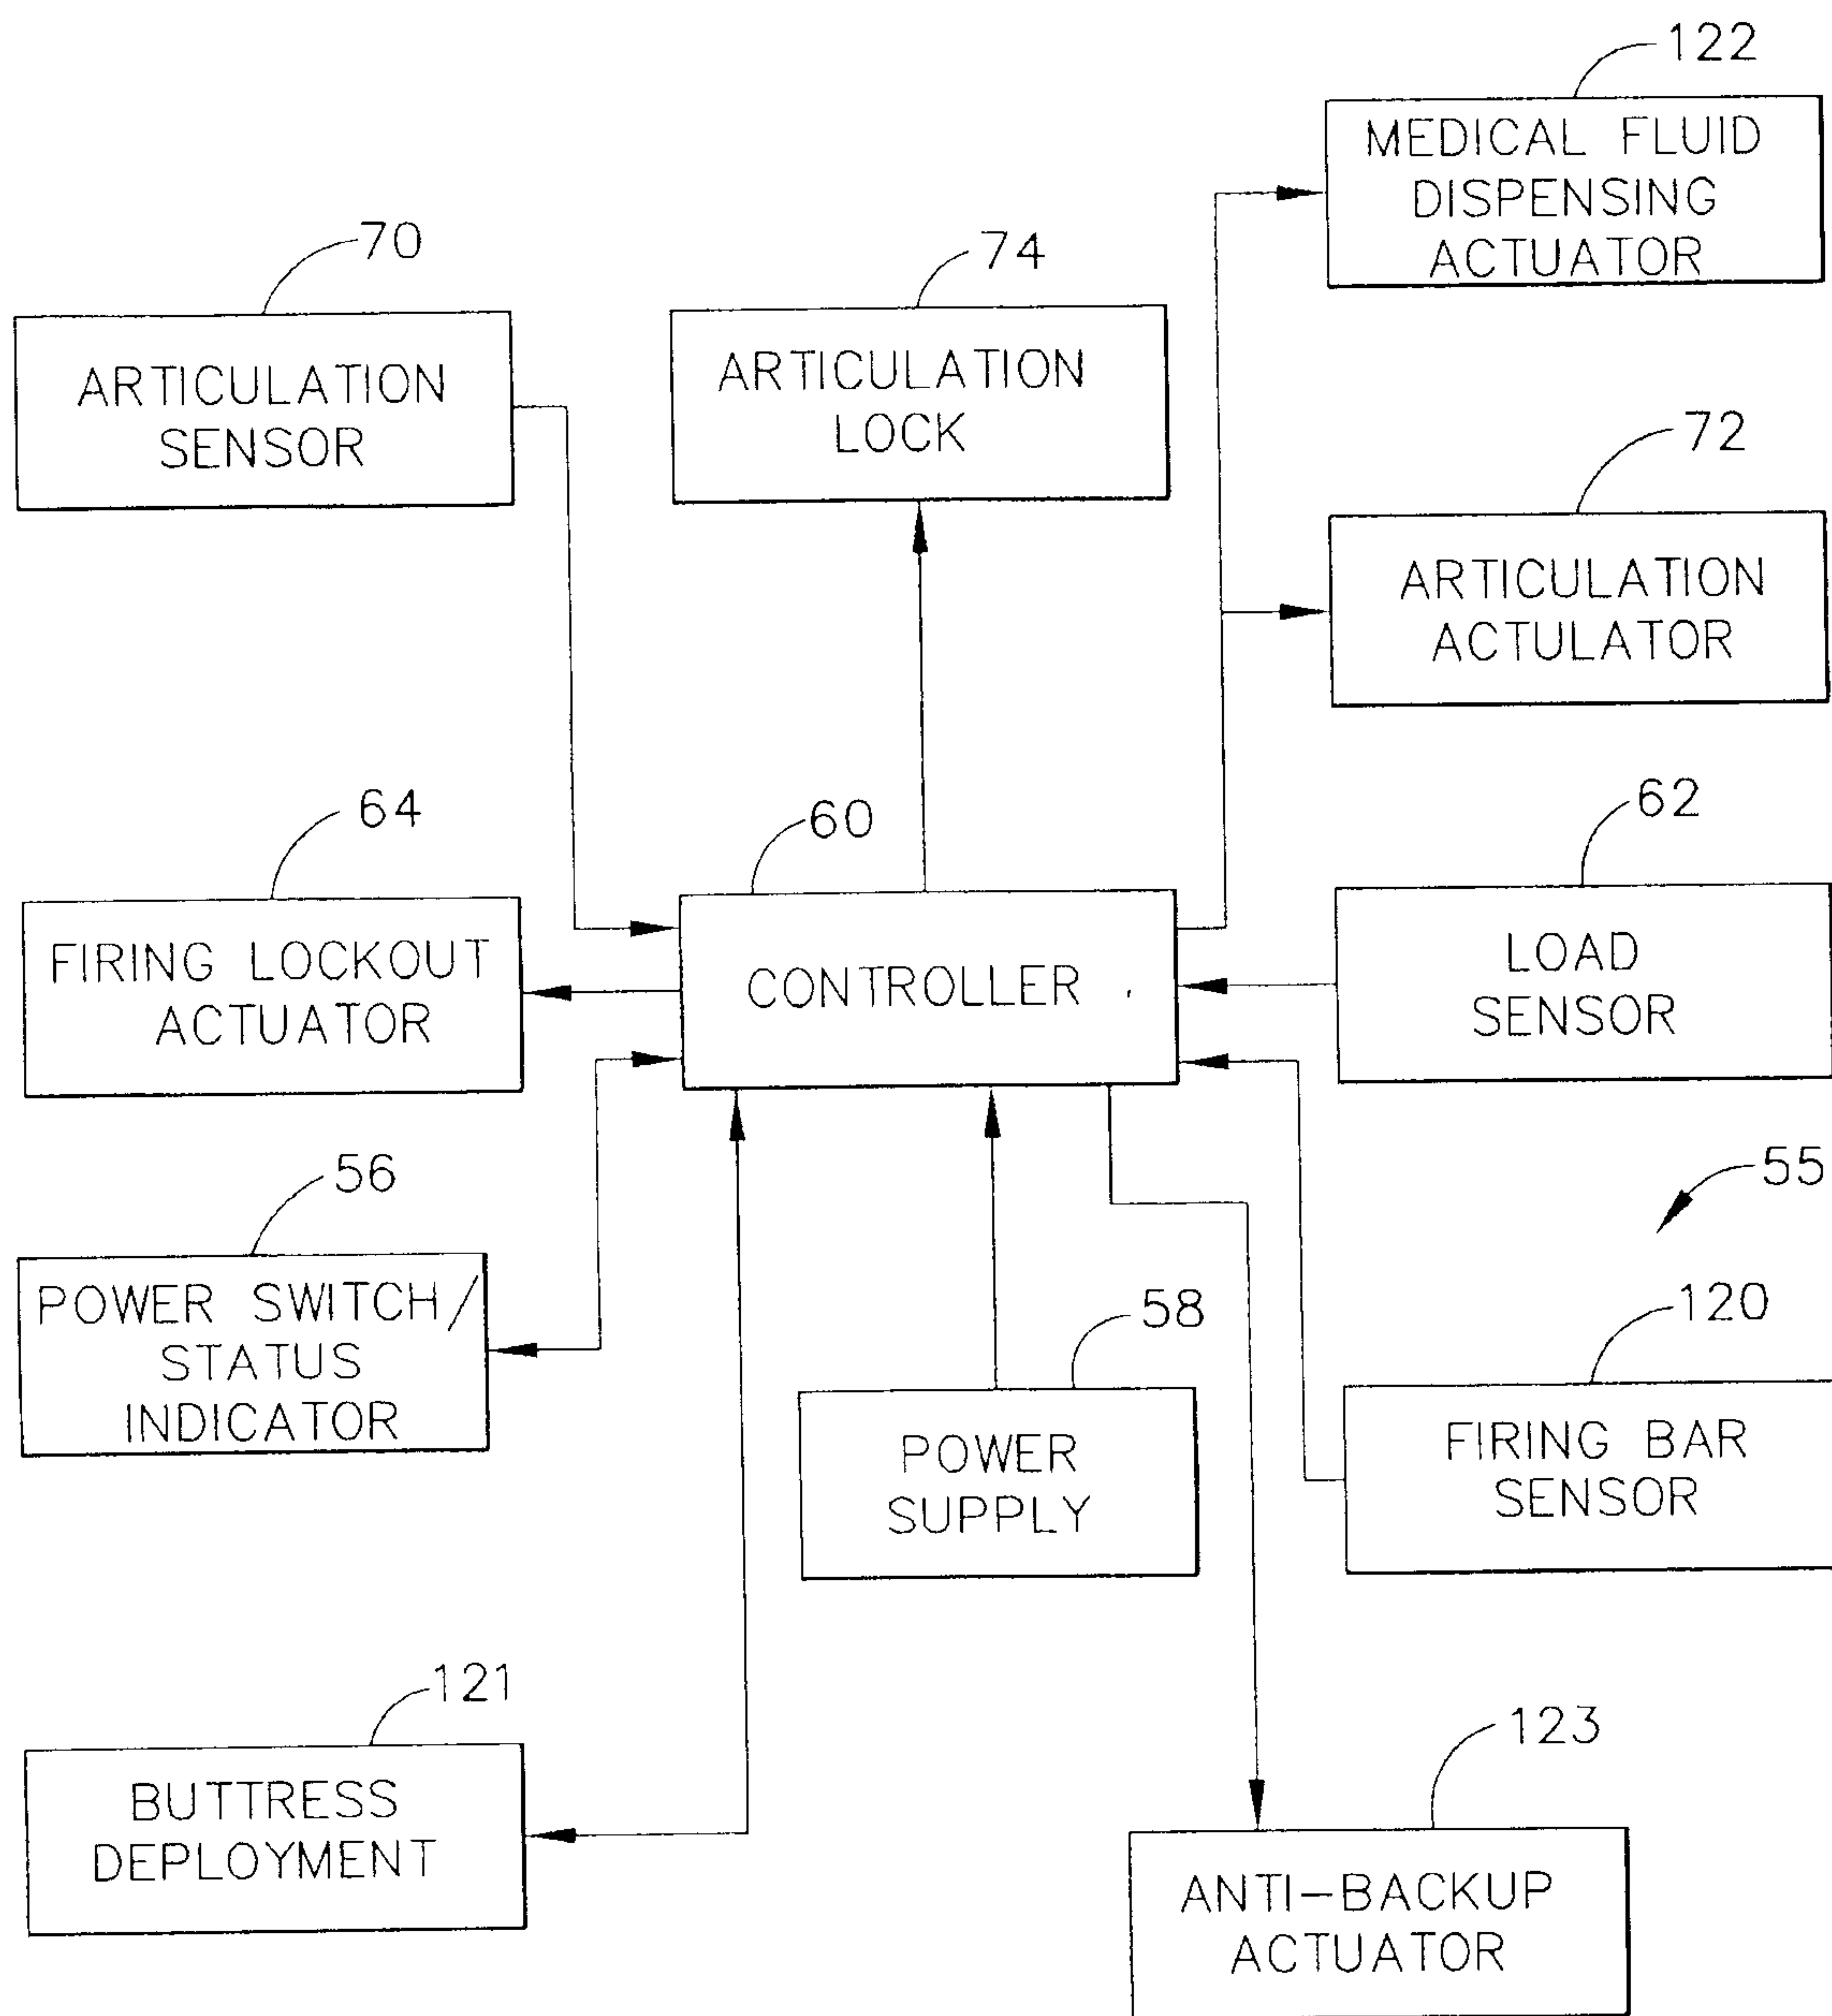 122
MEDICAL FLUID
DISPENSING
ACTUATOR
70
ARTICULATION
SENSOR
74
ARTICULATION
LOCK
72
ARTICULATION
ACTULATOR
64
FIRING LOCKOUT
ACTUATOR
60
CONTROLLER
62
LOAD
SENSOR
56
POWER SWITCH/
STATUS
INDICATOR
58
POWER
SUPPLY
55
120
FIRING BAR
SENSOR
121
BUTTRESS
DEPLOYMENT
123
ANTI-BACKUP
ACTUATOR